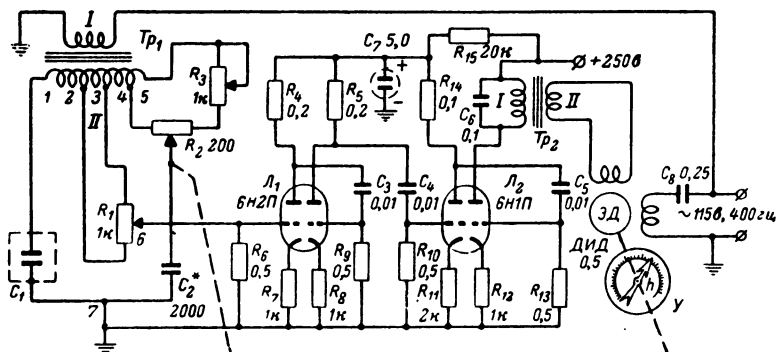 I
Тр₁
1 2 3 4 5
II
R₃
1к
R₂ 200
R₁
1к
6
C₁
7
C₂*
2000
R₄
0,2
R₅
0,2
C₇ 5,0
+
-
Л₁
6Н2П
C₃
0,01
C₄
0,01
R₆
0,5
R₇
1к
R₈
1к
R₉
0,5
R₁₀
0,5
R₁₁
2к
R₁₂
1к
R₁₃
0,5
R₁₄
0,1
R₁₅ 20к
+250в
C₆
0,1
I
II
Тр₂
Л₂
6Н1П
C₅
0,01
C₈ 0,25
~115в, 400гц
ЭД
ДИД
0,5
h
У